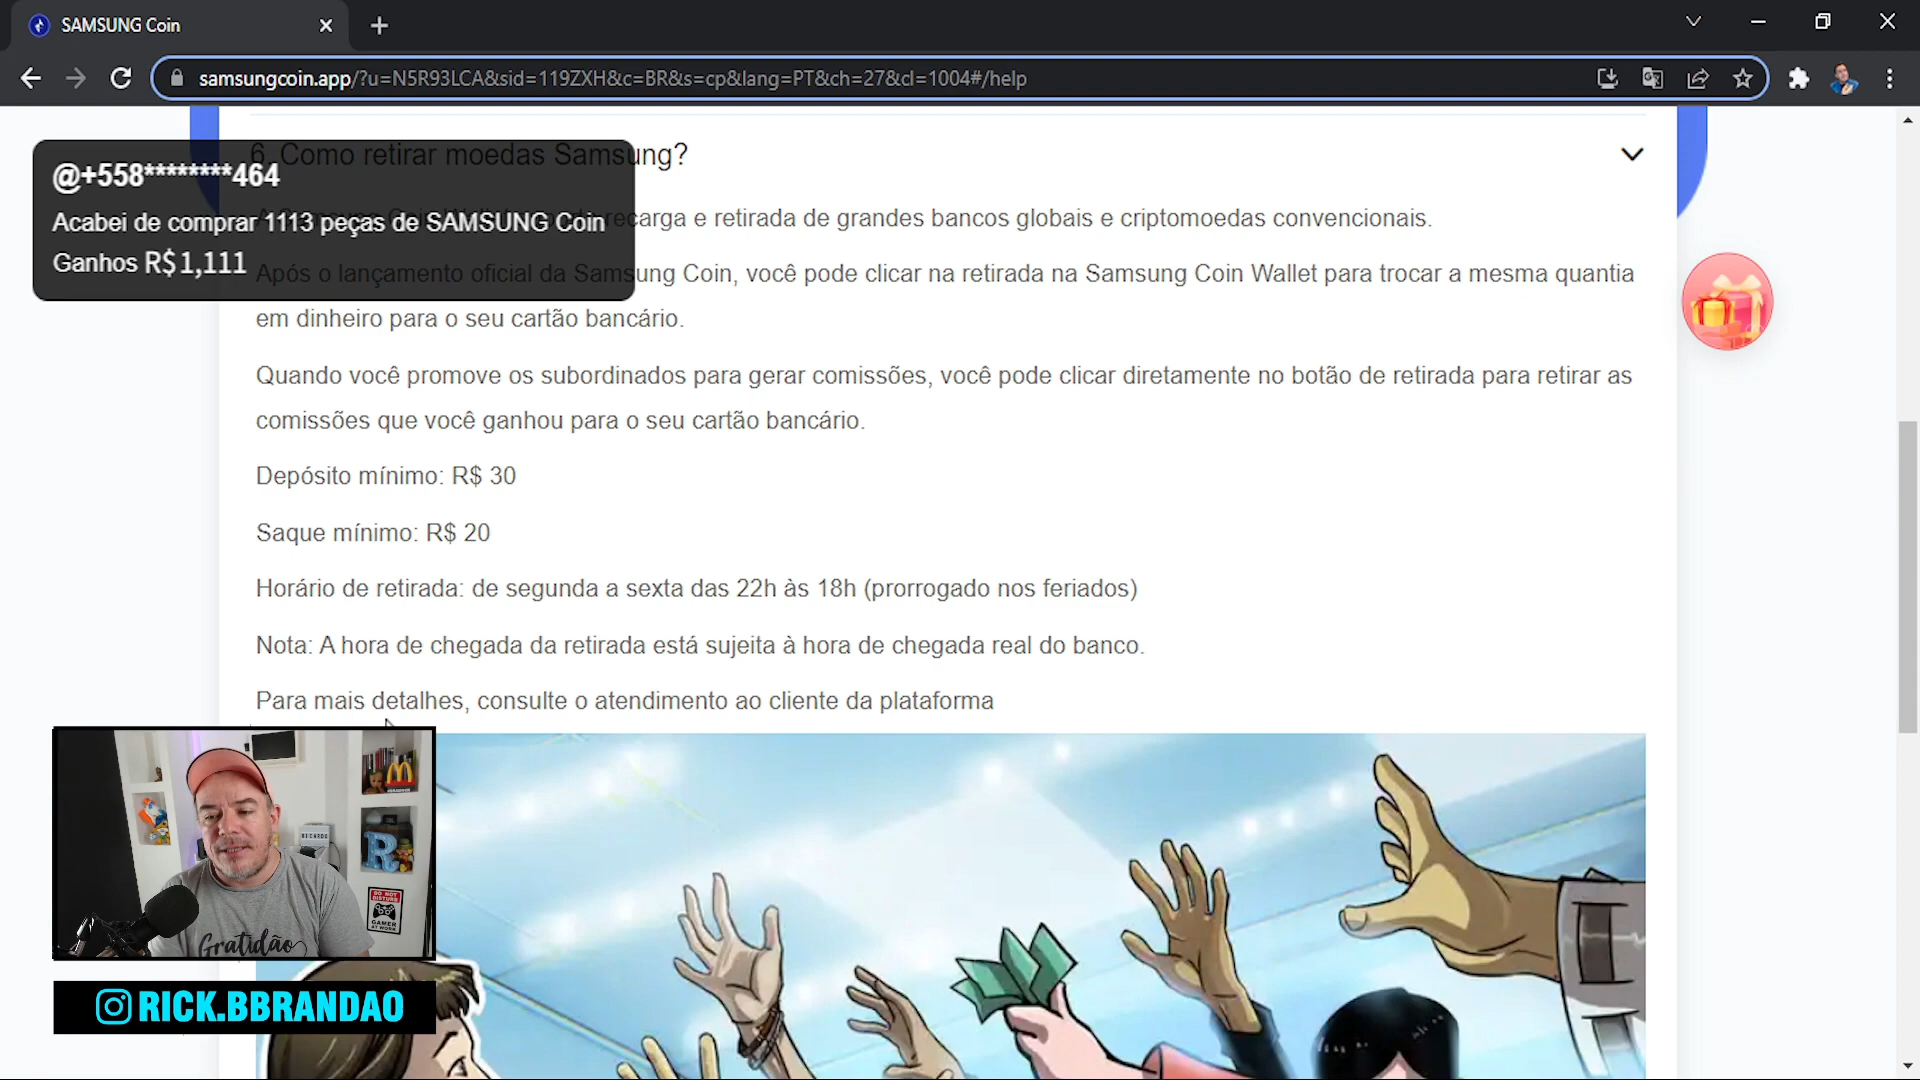 SAMSUNG Coin
samsungcoin.app/?u=N5R93LCA&sid=119ZXH&c=BR&s=cp&lang=PT&ch=27&cl=1004#/help
6. Como retirar moedas Samsung?
@+558********464
Acabei de comprar 1113 peças de SAMSUNG Coin
Ganhos R$1,111
recarga e retirada de grandes bancos globais e criptomoedas convencionais.
Após o lançamento oficial da Samsung Coin, você pode clicar na retirada na Samsung Coin Wallet para trocar a mesma quantia
em dinheiro para o seu cartão bancário.
Quando você promove os subordinados para gerar comissões, você pode clicar diretamente no botão de retirada para retirar as
comissões que você ganhou para o seu cartão bancário.
Depósito mínimo: R$ 30
Saque mínimo: R$ 20
Horário de retirada: de segunda a sexta das 22h às 18h (prorrogado nos feriados)
Nota: A hora de chegada da retirada está sujeita à hora de chegada real do banco.
Para mais detalhes, consulte o atendimento ao cliente da plataforma
RICARDO
R
DO NOT
DISTURB
GAMER
AT WORK
Gratidão
RICK.BBRANDAO